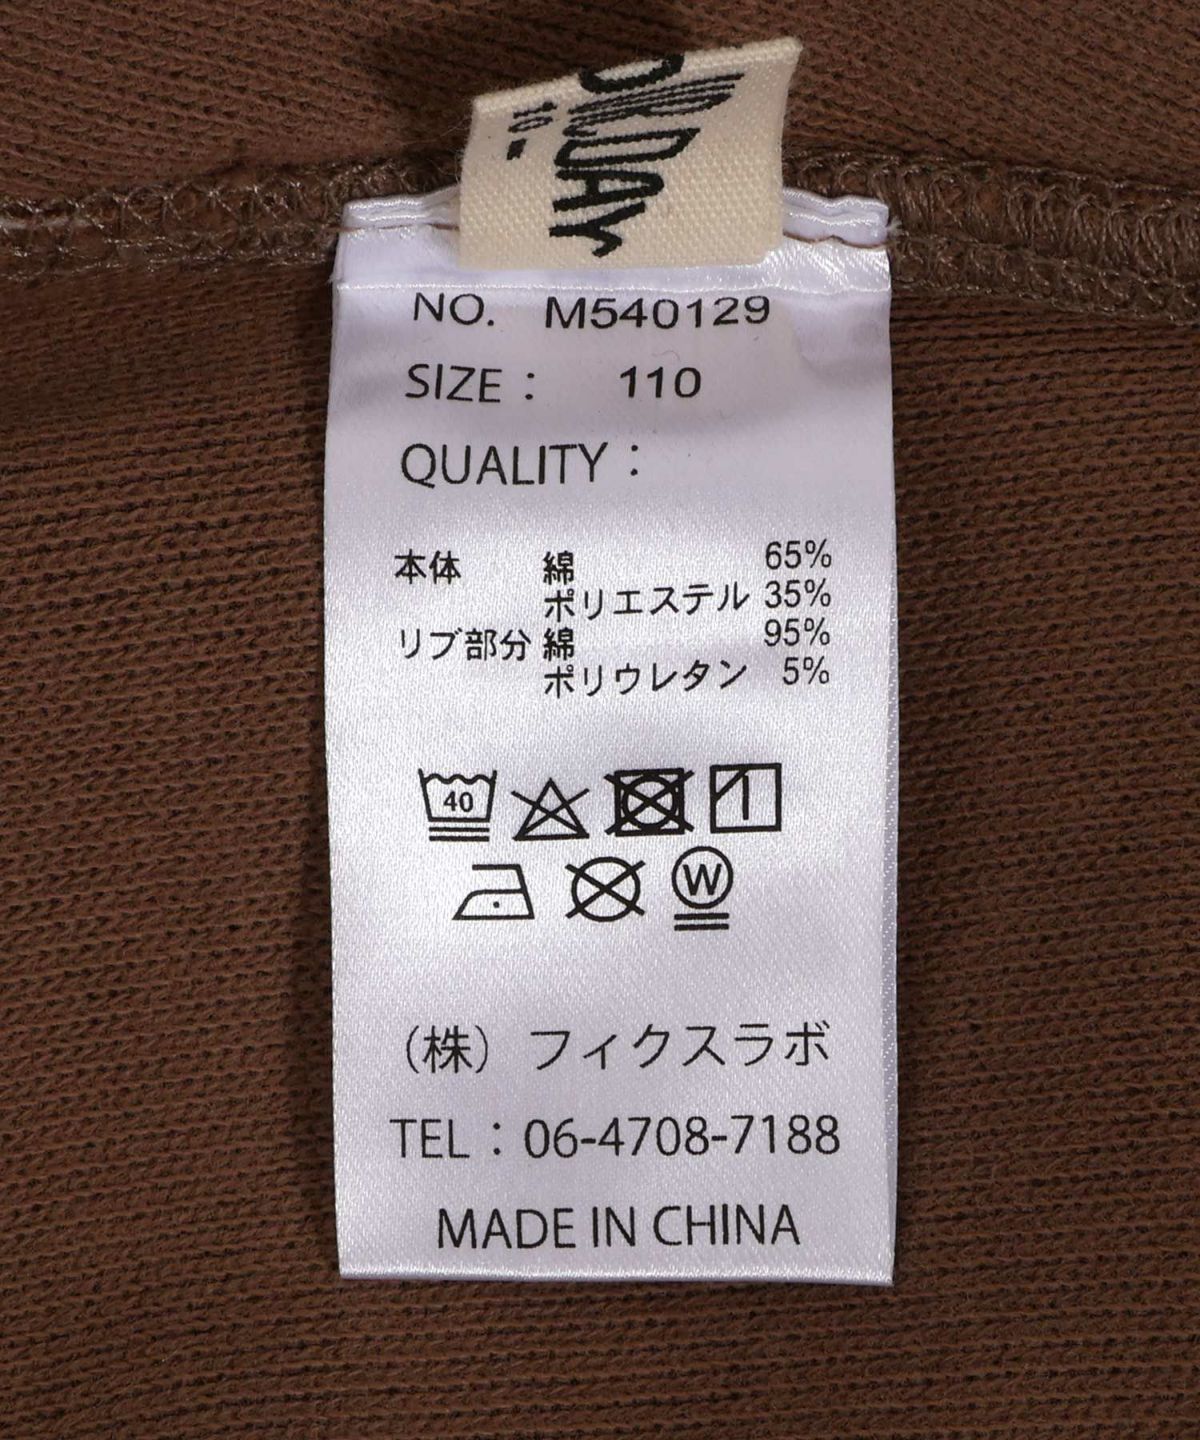 DAY
NO. M540129
SIZE： 110
QUALITY：
本体 綿 65%
ポリエステル 35%
リブ部分 綿 95%
ポリウレタン 5%
40
W
（株）フィクスラボ
TEL：06-4708-7188
MADE IN CHINA